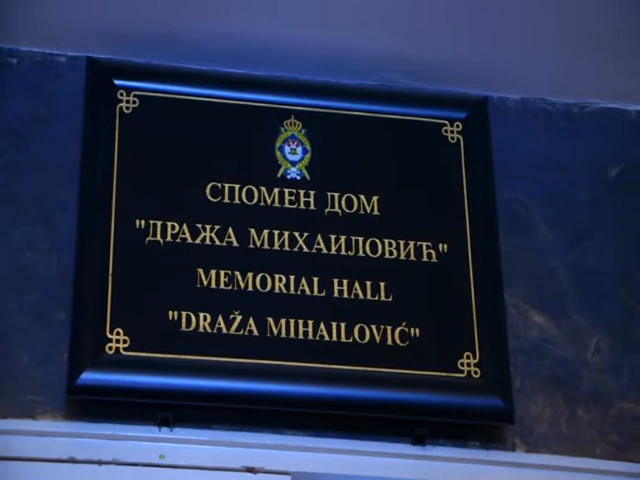 СПОМЕН ДОМ
"ДРАЖА МИХАИЛОВИЋ"
MEMORIAL HALL
"DRAŽA MIHAILOVIĆ"